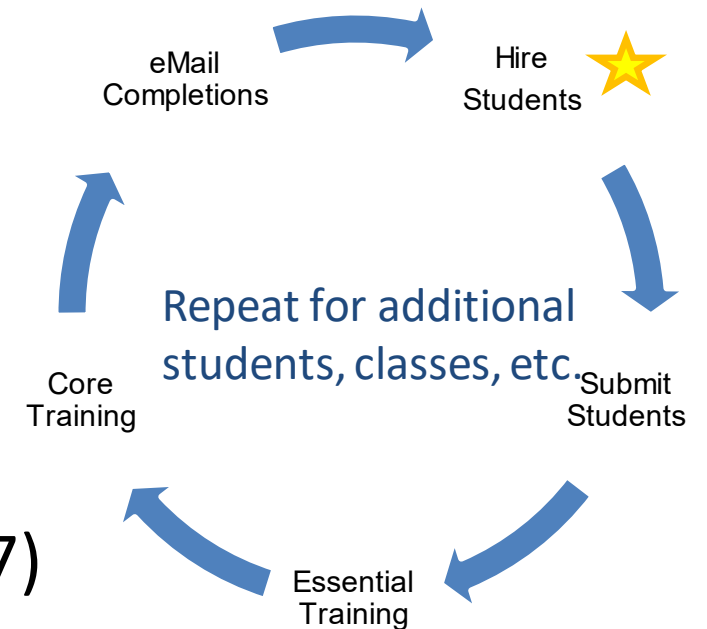 eMail
Completions
Hire
Students
Repeat for additional
students, classes, etc.
Submit
Students
Core
Training
Essential
Training
7)